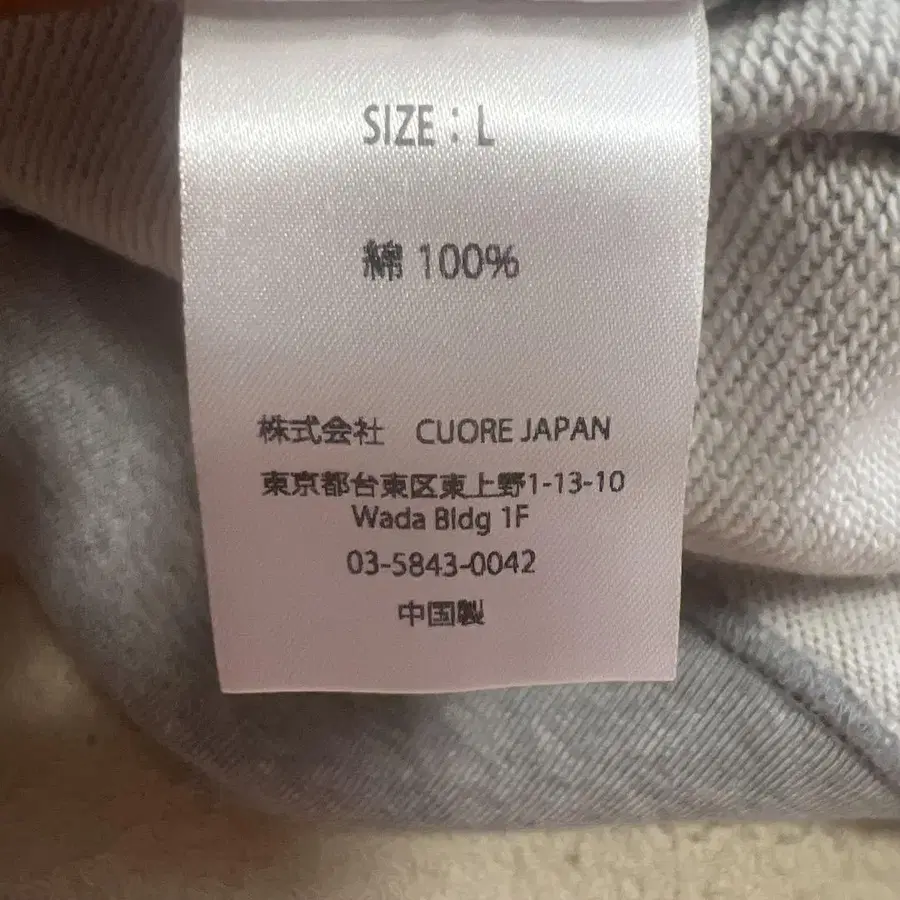 SIZE : L
綿 100%
株式会社　CUORE JAPAN
東京都台東区東上野1-13-10
Wada Bldg 1F
03-5843-0042
中国製